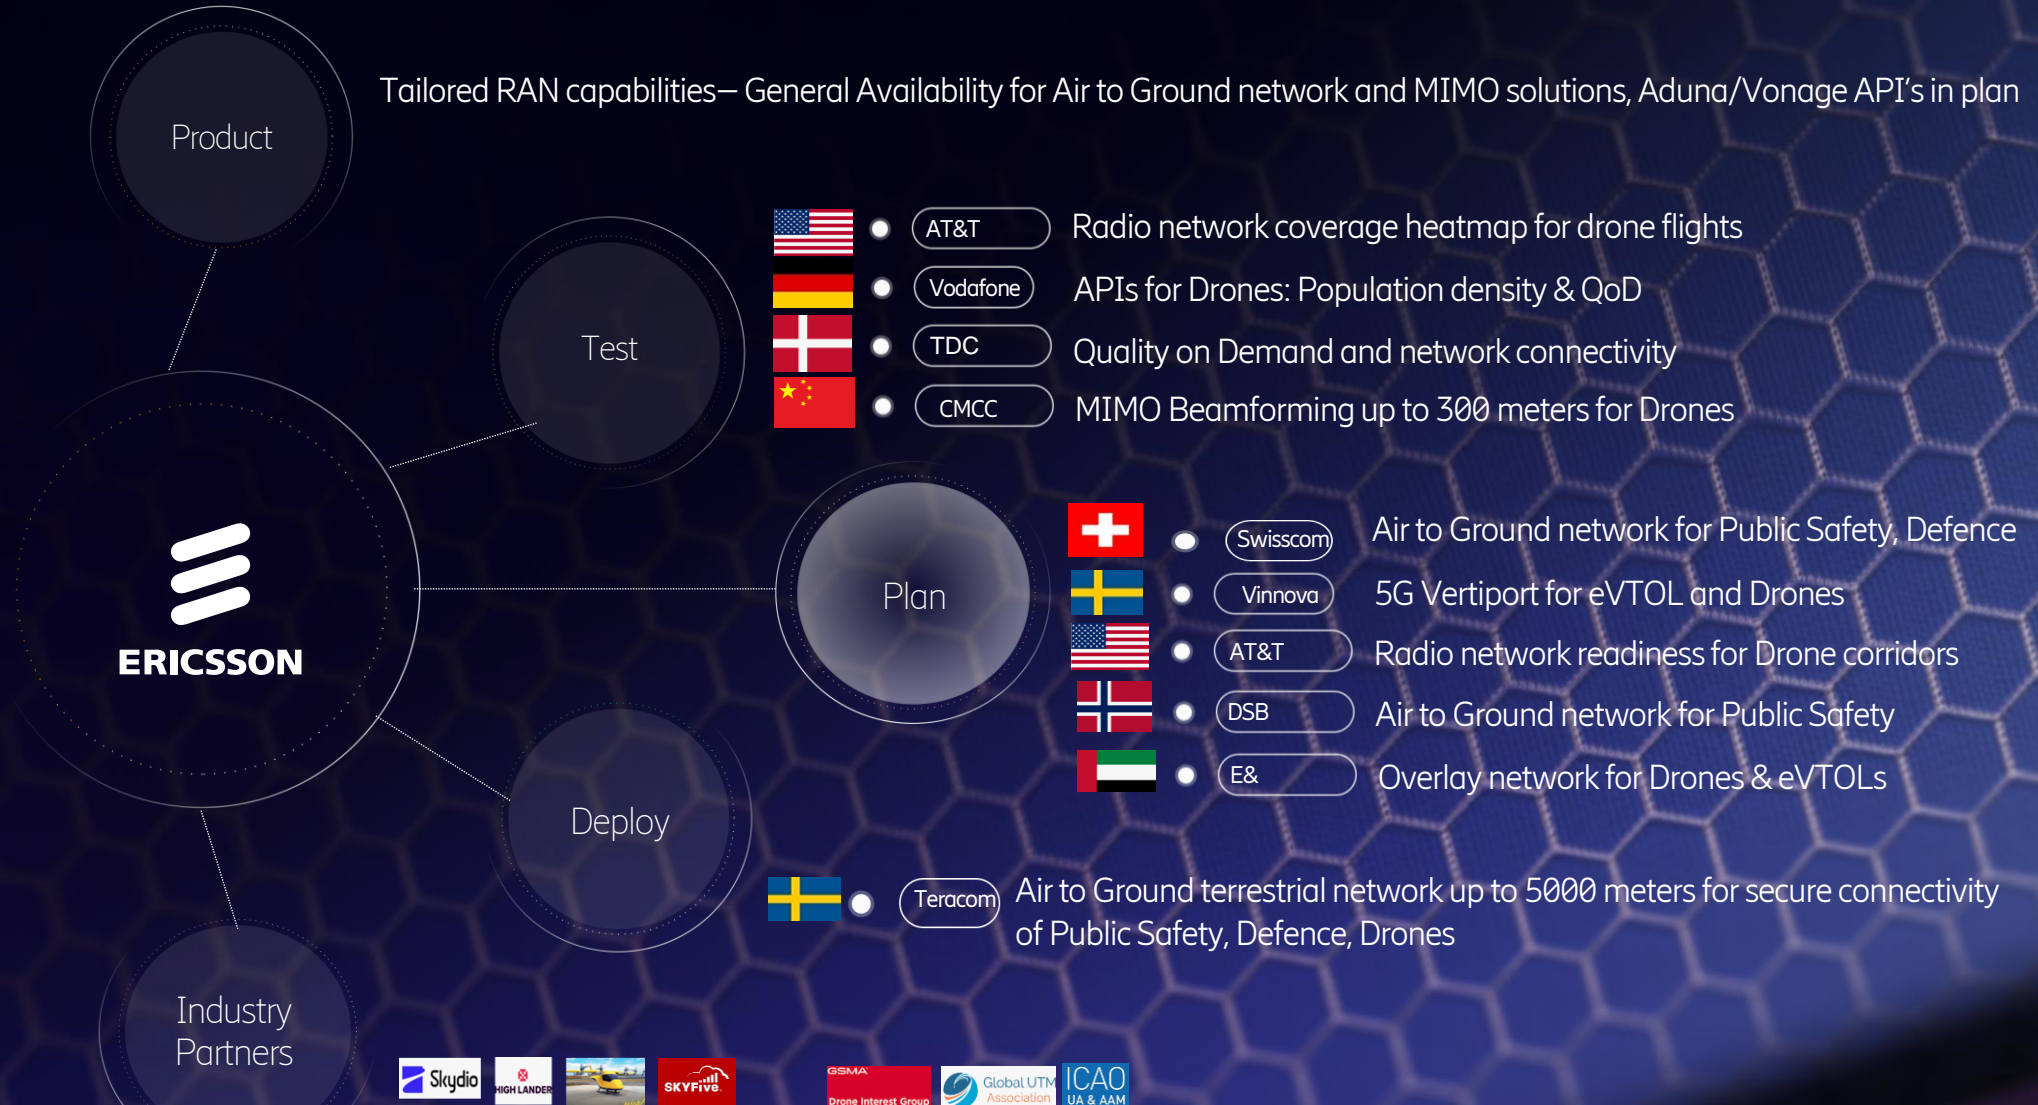 Product
Tailored RAN capabilities– General Availability for Air to Ground network and MIMO solutions, Aduna/Vonage API's in plan
Test
AT&T Radio network coverage heatmap for drone flights
Vodafone APIs for Drones: Population density & QoD
TDC Quality on Demand and network connectivity
CMCC MIMO Beamforming up to 300 meters for Drones
ERICSSON
Plan
Swisscom Air to Ground network for Public Safety, Defence
Vinnova 5G Vertiport for eVTOL and Drones
AT&T Radio network readiness for Drone corridors
DSB Air to Ground network for Public Safety
E& Overlay network for Drones & eVTOLs
Deploy
Teracom Air to Ground terrestrial network up to 5000 meters for secure connectivity
of Public Safety, Defence, Drones
Industry
Partners
Skydio
HIGH LANDER
SKYFive
GSMA
Drone Interest Group
Global UTM
Association
ICAO
UA & AAM